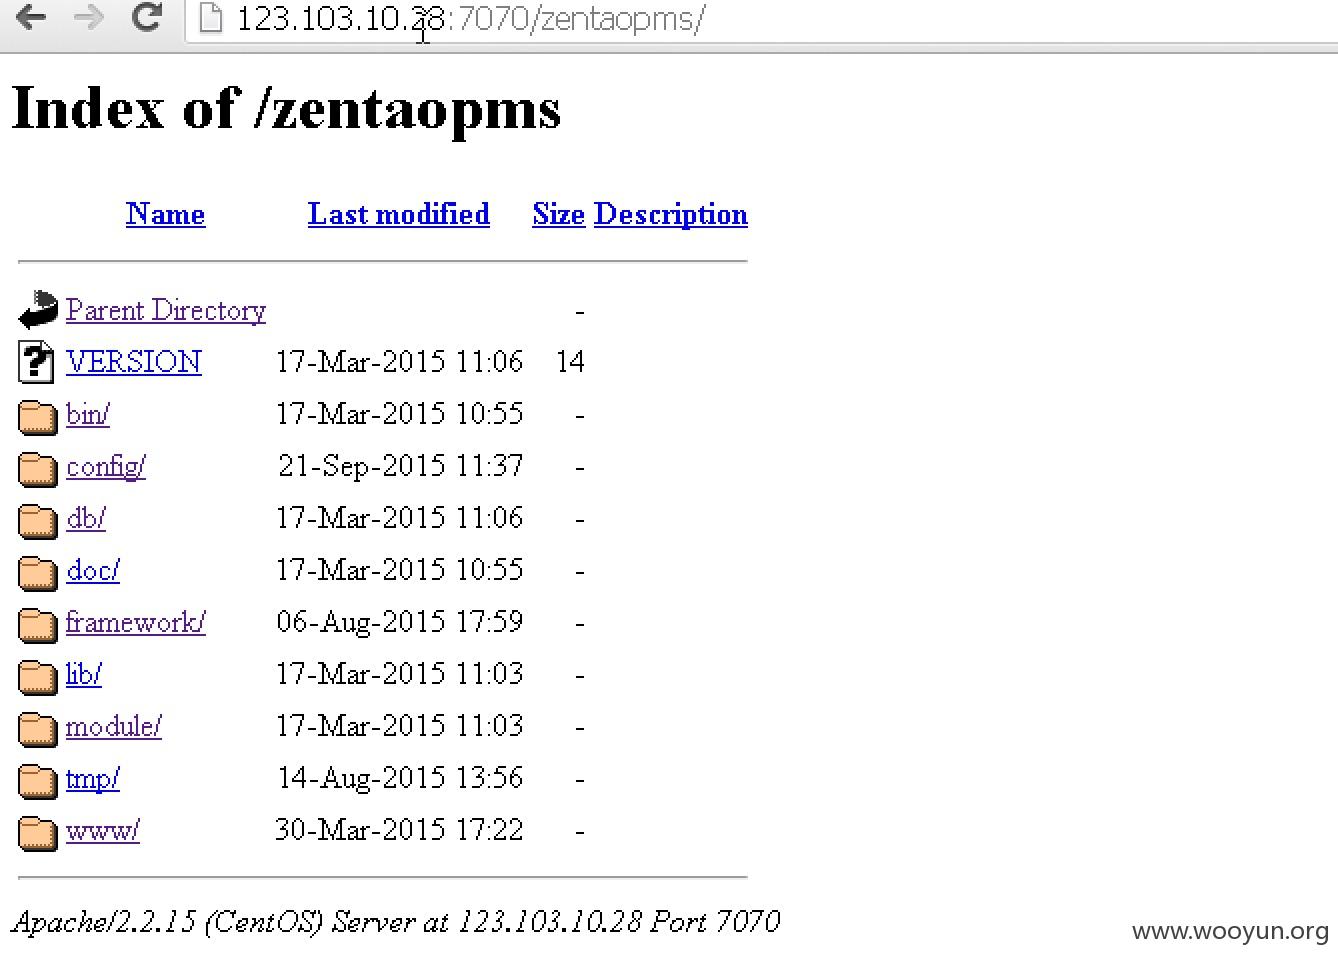 123.103.10.28:7070/zentaopms/
Index of /zentaopms
Name Last modified Size Description
Parent Directory -
VERSION 17-Mar-2015 11:06 14
bin/ 17-Mar-2015 10:55 -
config/ 21-Sep-2015 11:37 -
db/ 17-Mar-2015 11:06 -
doc/ 17-Mar-2015 10:55 -
framework/ 06-Aug-2015 17:59 -
lib/ 17-Mar-2015 11:03 -
module/ 17-Mar-2015 11:03 -
tmp/ 14-Aug-2015 13:56 -
www/ 30-Mar-2015 17:22 -
Apache/2.2.15 (CentOS) Server at 123.103.10.28 Port 7070
www.wooyun.org